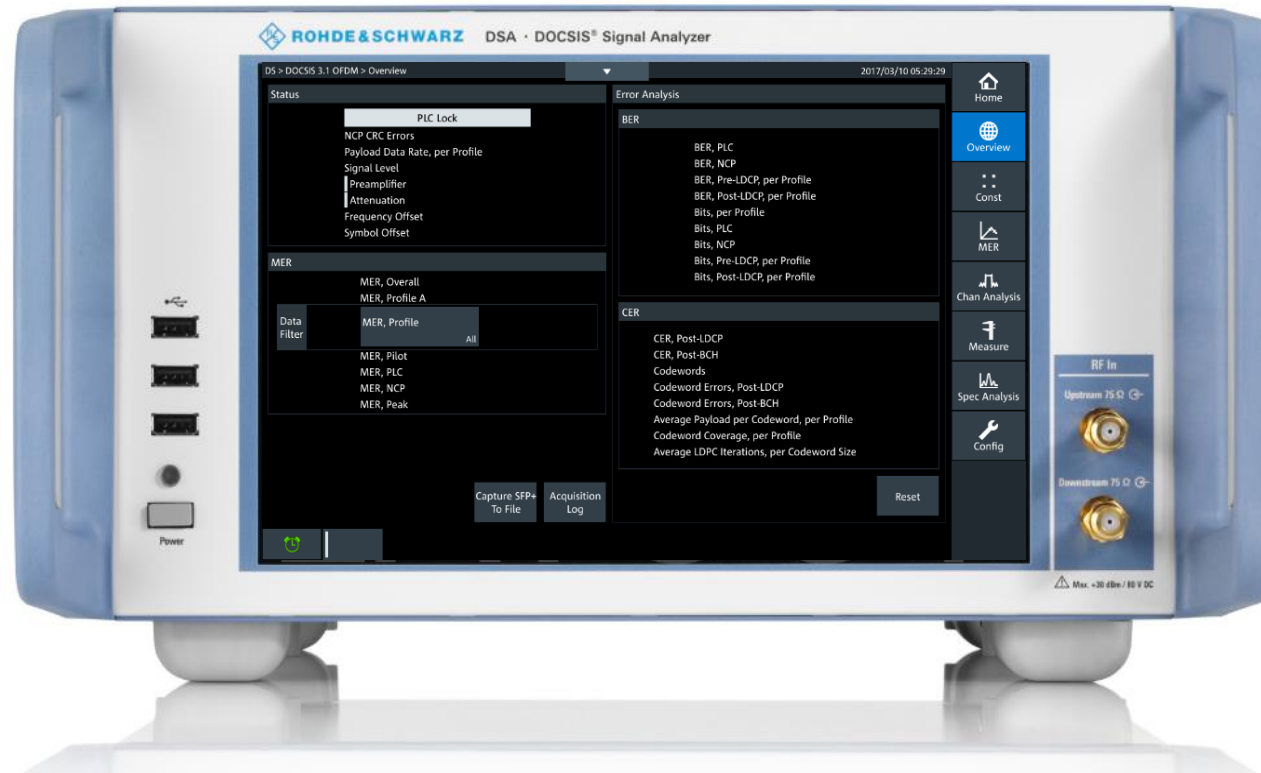 ROHDE & SCHWARZ DSA · DOCSIS® Signal Analyzer
DS > DOCSIS 3.1 OFDM > Overview
2017/03/10 05:29:29
Status
PLC Lock
NCP CRC Errors
Payload Data Rate, per Profile
Signal Level
Preamplifier
Attenuation
Frequency Offset
Symbol Offset
MER
MER, Overall
MER, Profile A
Data
Filter
MER, Profile
All
MER, Pilot
MER, PLC
MER, NCP
MER, Peak
Capture SFP+
To File
Acquisition
Log
Error Analysis
BER
BER, PLC
BER, NCP
BER, Pre-LDCP, per Profile
BER, Post-LDCP, per Profile
Bits, per Profile
Bits, PLC
Bits, NCP
Bits, Pre-LDCP, per Profile
Bits, Post-LDCP, per Profile
CER
CER, Post-LDCP
CER, Post-BCH
Codewords
Codeword Errors, Post-LDCP
Codeword Errors, Post-BCH
Average Payload per Codeword, per Profile
Codeword Coverage, per Profile
Average LDPC Iterations, per Codeword Size
Reset
Home
Overview
Const
MER
Chan Analysis
Measure
Spec Analysis
Config
Power
RF In
Upstream 75 Ω
Downstream 75 Ω
Max. +30 dBm / 80 V DC